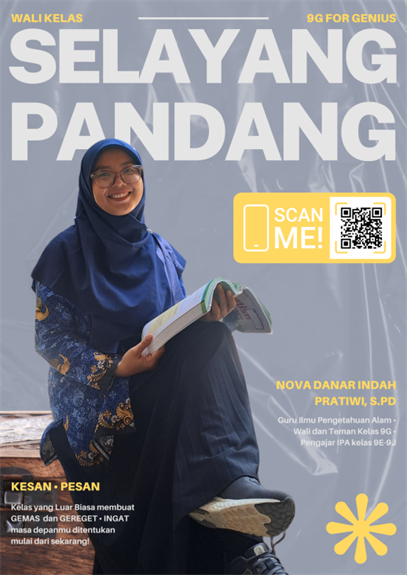 WALI KELAS
9G FOR GENIUS
SELAYANG
PANDANG
SCAN
ME!
NOVA DANAR INDAH
PRATIWI, S.PD
Guru Ilmu Pengetahuan Alam •
Wali dan Teman Kelas 9G •
Pengajar IPA kelas 9E-9J
KESAN • PESAN
Kelas yang Luar Biasa membuat
GEMAS dan GEREGET • INGAT
masa depanmu ditentukan
mulai dari sekarang!